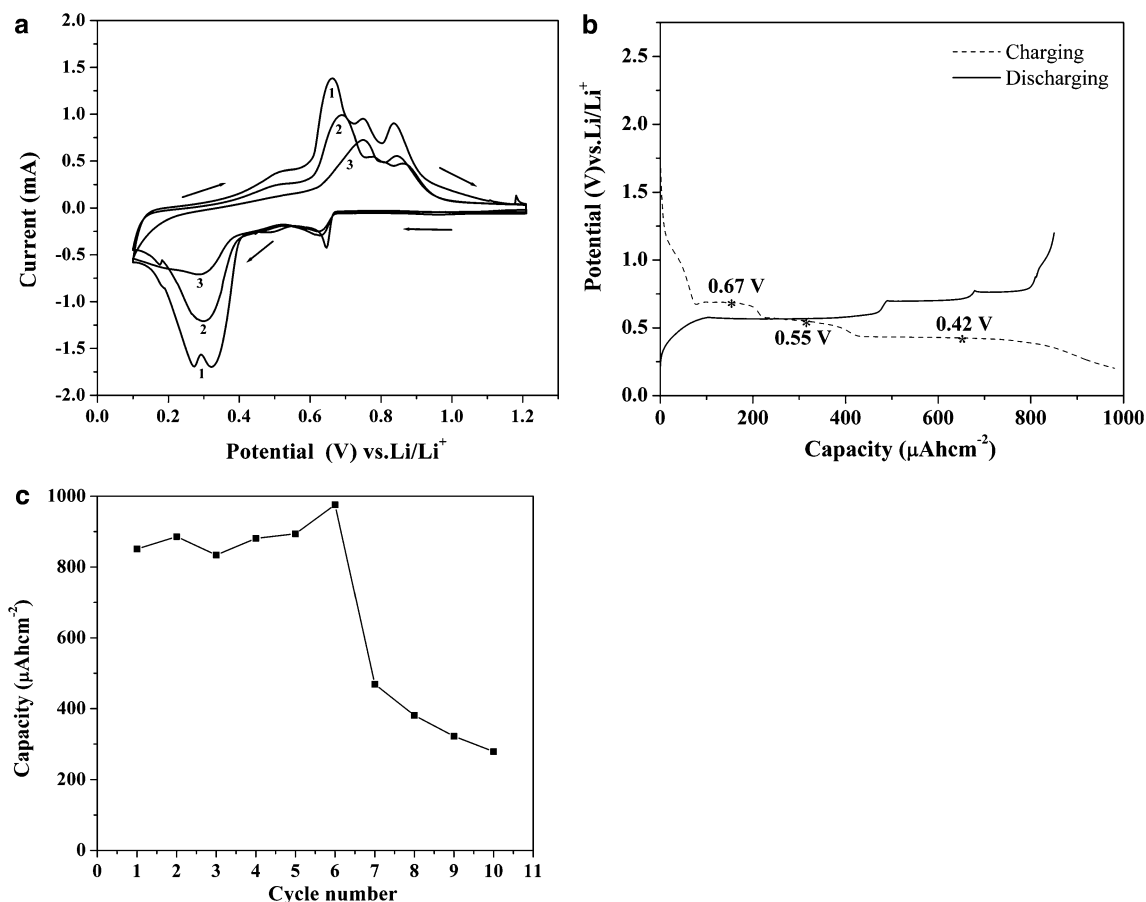 a
2.0
1.5
1.0
0.5
0.0
-0.5
-1.0
-1.5
-2.0
Current (mA)
1
2
3
3
2
1
0.0 0.2 0.4 0.6 0.8 1.0 1.2
Potential (V) vs.Li/Li⁺
b
2.5
2.0
1.5
1.0
0.5
0.0
Potential (V)vs.Li/Li⁺
Charging
Discharging
0.67 V
*
0.55 V
*
0.42 V
*
0 200 400 600 800 1000
Capacity (μAhcm⁻²)
c
1000
800
600
400
200
0
Capacity (μAhcm⁻²)
0 1 2 3 4 5 6 7 8 9 10 11
Cycle number